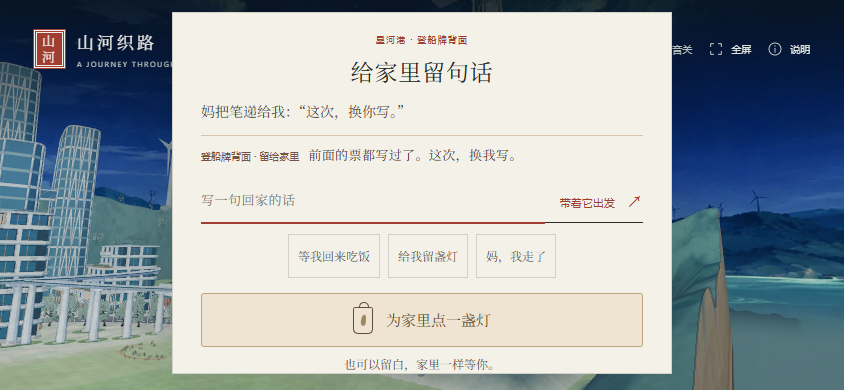 山河
山河织路
A JOURNEY THROUG
音关
全屏
说明
星河港 · 登船牌背面
给家里留句话
妈把笔递给我：“这次，换你写。”
登船牌背面 · 留给家里 前面的票都写过了。这次，换我写。
写一句回家的话
带着它出发 ↗
等我回来吃饭
给我留盏灯
妈，我走了
为家里点一盏灯
也可以留白，家里一样等你。